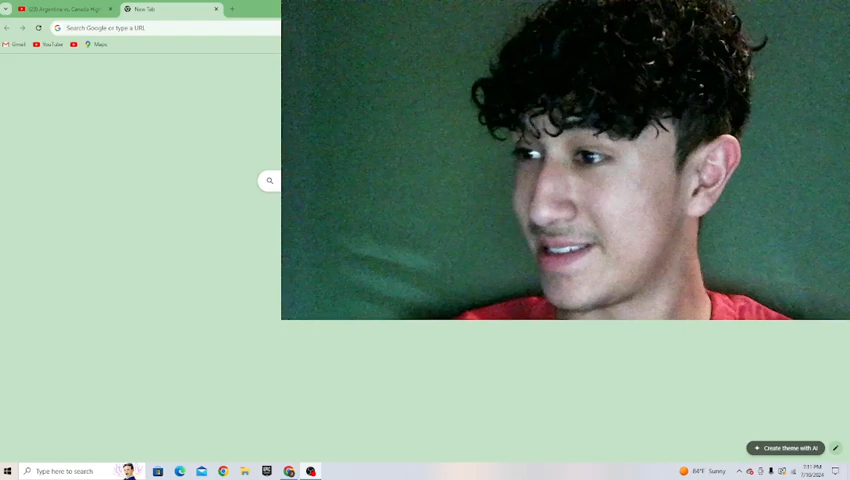 (23) Argentina vs. Canada High
New Tab
Search Google or type a URL
Gmail
YouTube
Maps
Create theme with AI
Type here to search
84°F Sunny
7:11 PM
7/10/2024